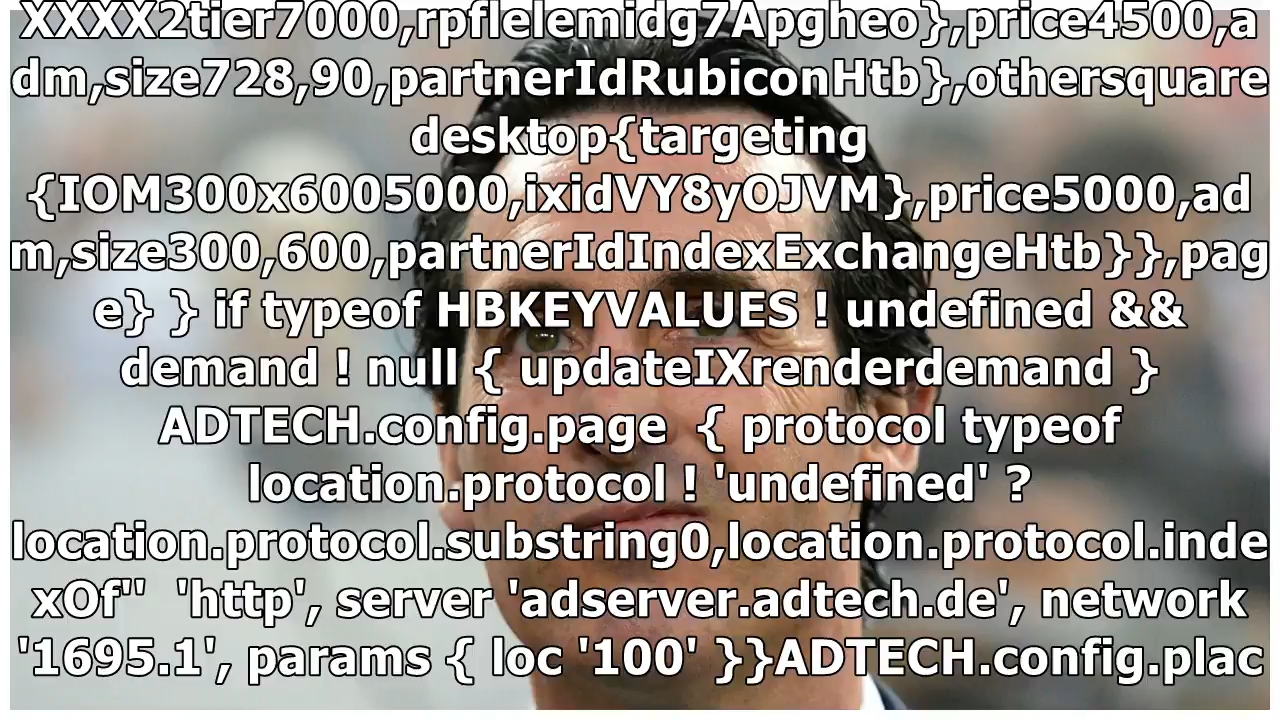 XXXX2tier7000,rpflelemidg7Apgheo},price4500,a
dm,size728,90,partnerIdRubiconHtb},othersquare
desktop{targeting
{IOM300x6005000,ixidVY8yOJVM},price5000,ad
m,size300,600,partnerIdIndexExchangeHtb}},pag
e} } if typeof HBKEYVALUES ! undefined &&
demand ! null { updateIXrenderdemand }
ADTECH.config.page  { protocol typeof
location.protocol ! 'undefined' ?
location.protocol.substring0,location.protocol.inde
xOf''  'http', server 'adserver.adtech.de', network
'1695.1', params { loc '100' }}ADTECH.config.plac